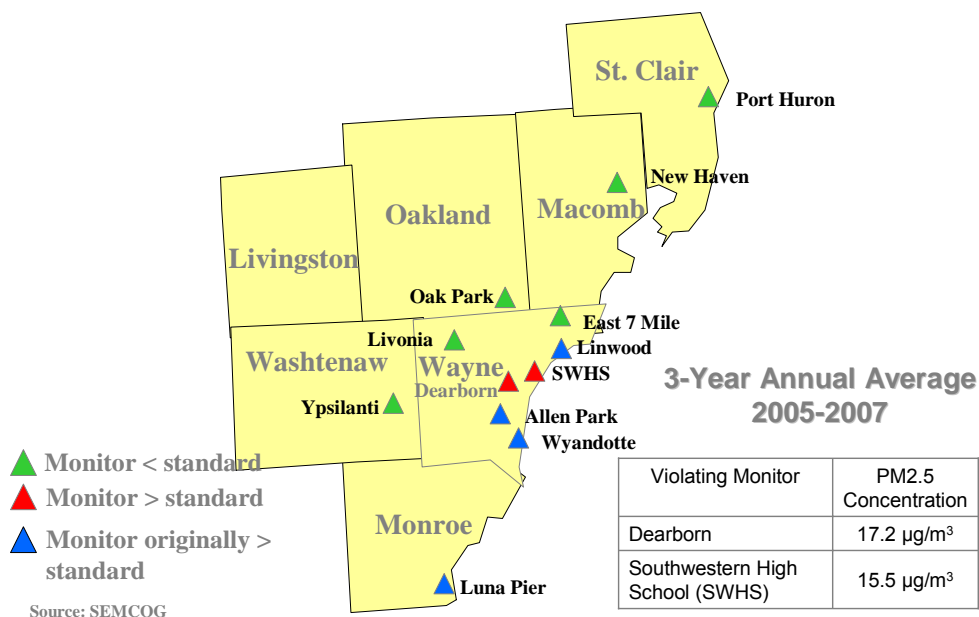 St. Clair
Port Huron
New Haven
Macomb
Oakland
Livingston
Oak Park
East 7 Mile
Livonia
Linwood
Washtenaw
Wayne
SWHS
Dearborn
3-Year Annual Average
2005-2007
Ypsilanti
Allen Park
Wyandotte
Monitor < standard
Monitor > standard
Monitor originally >
standard
Monroe
Luna Pier
Source: SEMCOG
Violating Monitor
PM2.5
Concentration
Dearborn
17.2 µg/m³
Southwestern High
School (SWHS)
15.5 µg/m³